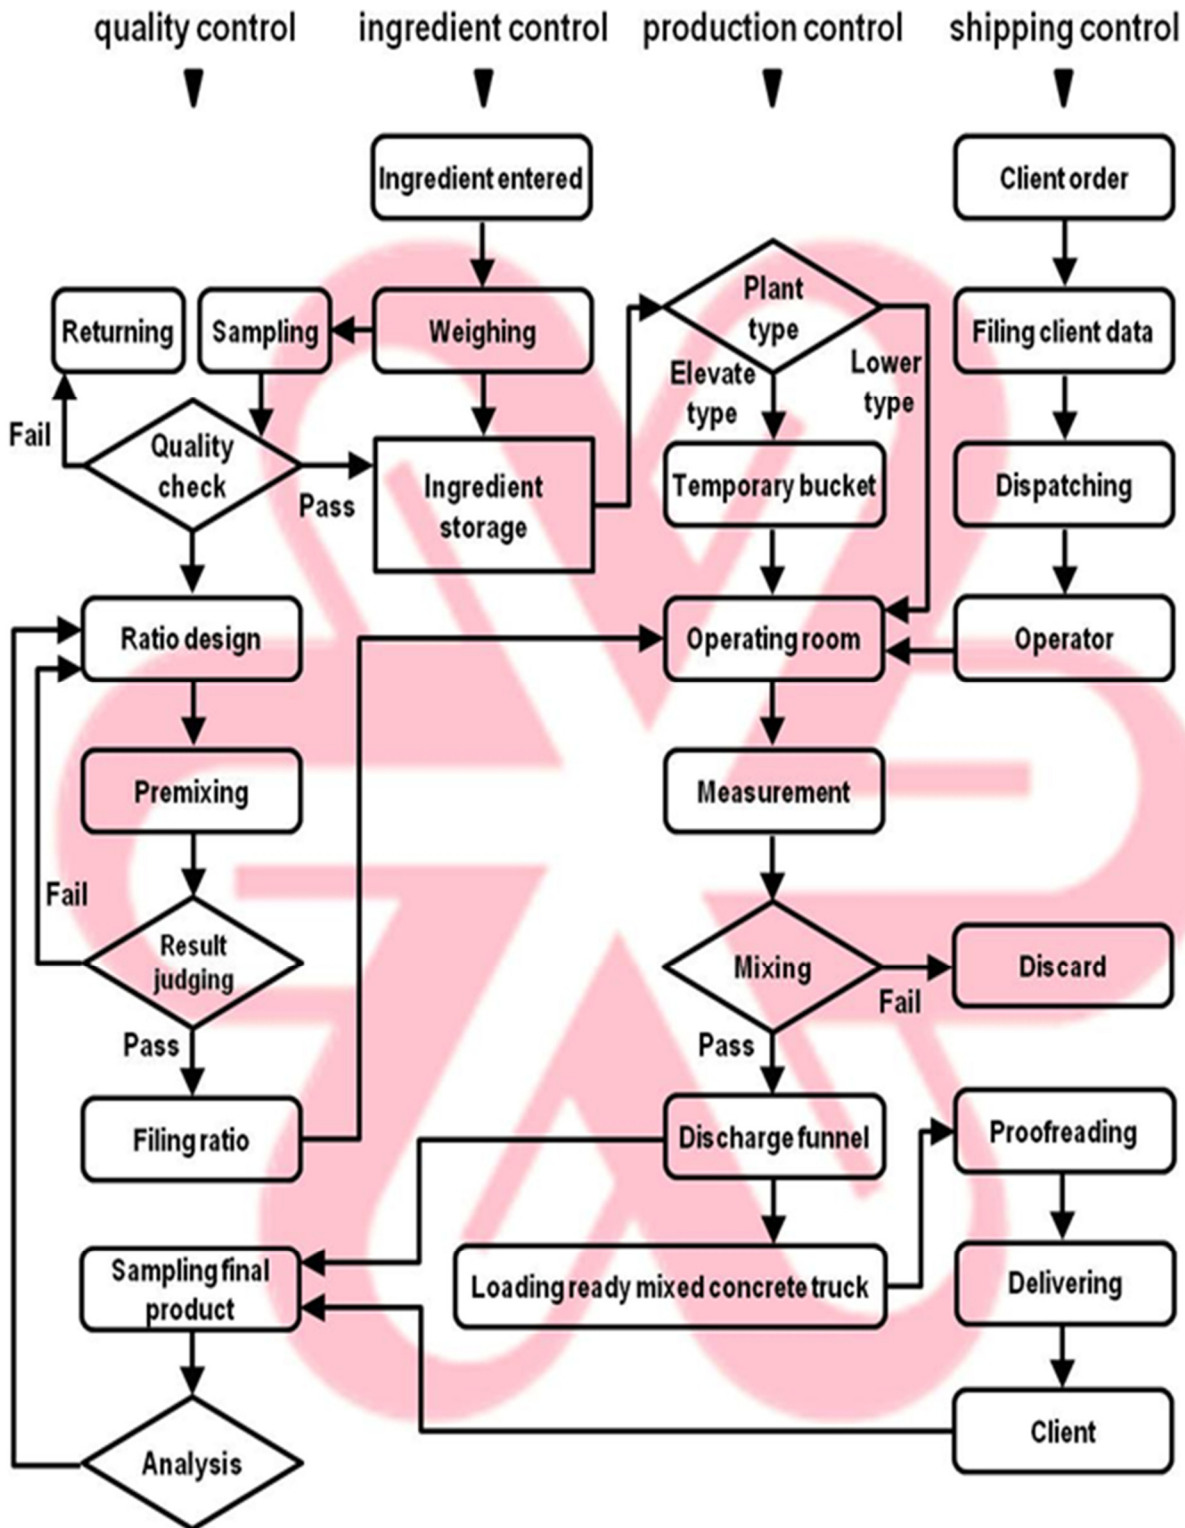 quality control
ingredient control
production control
shipping control
Ingredient entered
Client order
Returning
Sampling
Weighing
Plant
type
Filing client data
Elevate
type
Lower
type
Fail
Quality
check
Pass
Ingredient
storage
Temporary bucket
Dispatching
Ratio design
Operating room
Operator
Premixing
Measurement
Fail
Result
judging
Mixing
Fail
Discard
Pass
Pass
Filing ratio
Discharge funnel
Proofreading
Sampling final
product
Loading ready mixed concrete truck
Delivering
Analysis
Client